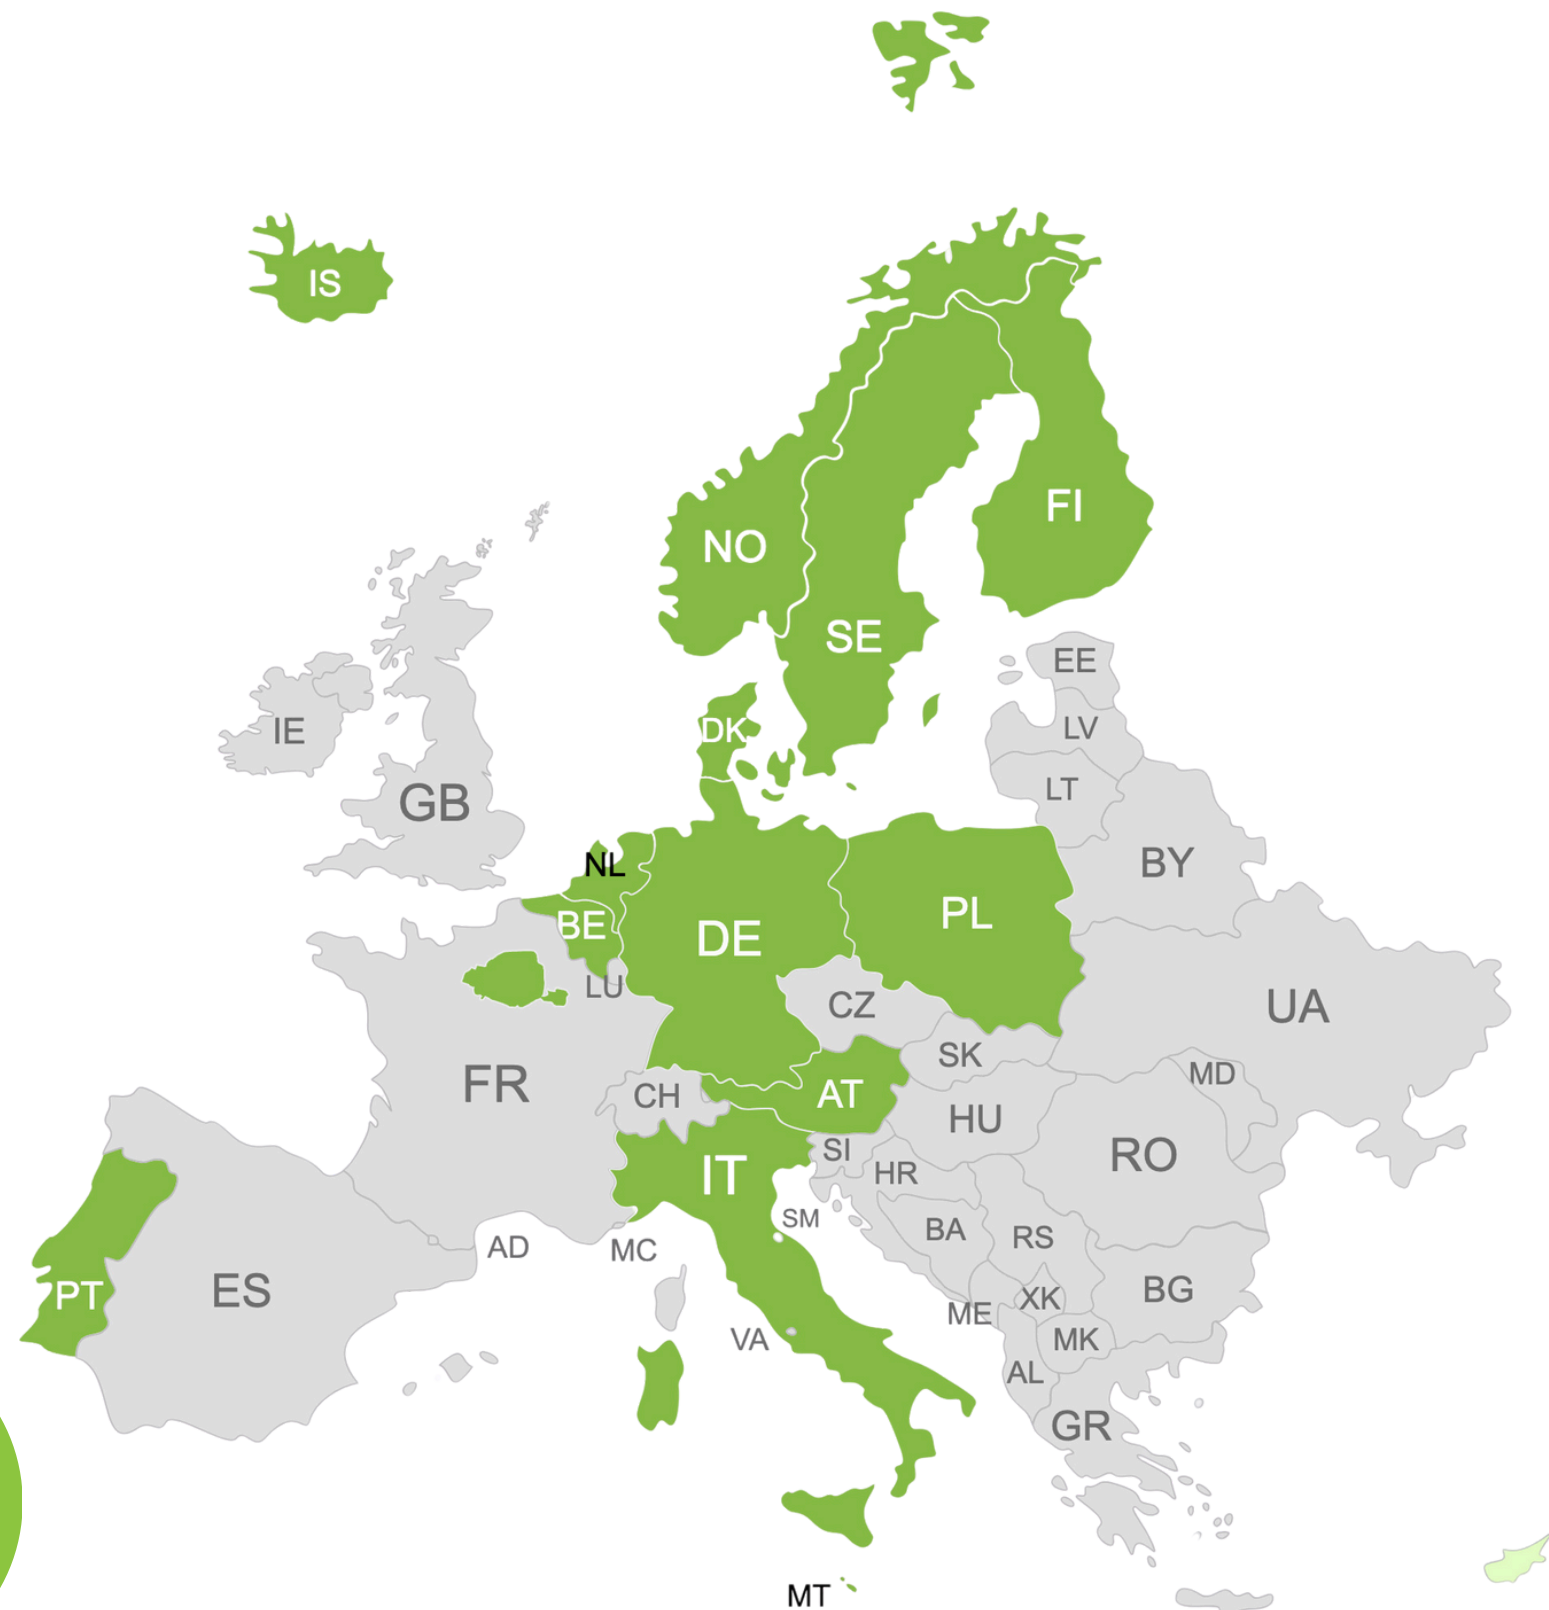 IS
FI
NO
SE
EE
DK
IE
LV
LT
GB
NL
BY
PL
BE
DE
LU
CZ
UA
SK
MD
FR
CH
AT
HU
SI
RO
IT
HR
SM
BA
RS
AD
MC
ES
PT
BG
XK
ME
VA
MK
AL
GR
MT